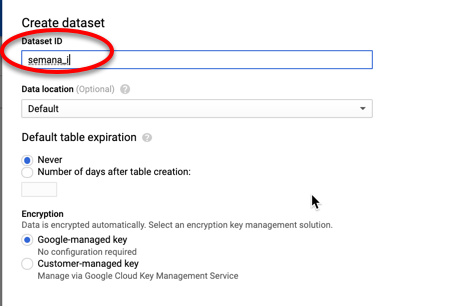 Create dataset
Dataset ID
semana_i
Data location (Optional) ?
Default
Default table expiration ?
Never
Number of days after table creation:
Encryption
Data is encrypted automatically. Select an encryption key management solution.
Google-managed key
No configuration required
Customer-managed key
Manage via Google Cloud Key Management Service